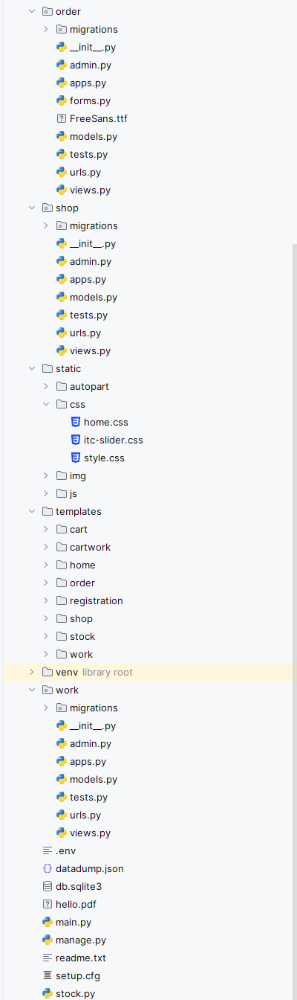 order
migrations
__init__.py
admin.py
apps.py
forms.py
FreeSans.ttf
models.py
tests.py
urls.py
views.py
shop
migrations
__init__.py
admin.py
apps.py
models.py
tests.py
urls.py
views.py
static
autopart
css
home.css
itc-slider.css
style.css
img
js
templates
cart
cartwork
home
order
registration
shop
stock
work
venv library root
work
migrations
__init__.py
admin.py
apps.py
models.py
tests.py
urls.py
views.py
.env
datadump.json
db.sqlite3
hello.pdf
main.py
manage.py
readme.txt
setup.cfg
stock.py